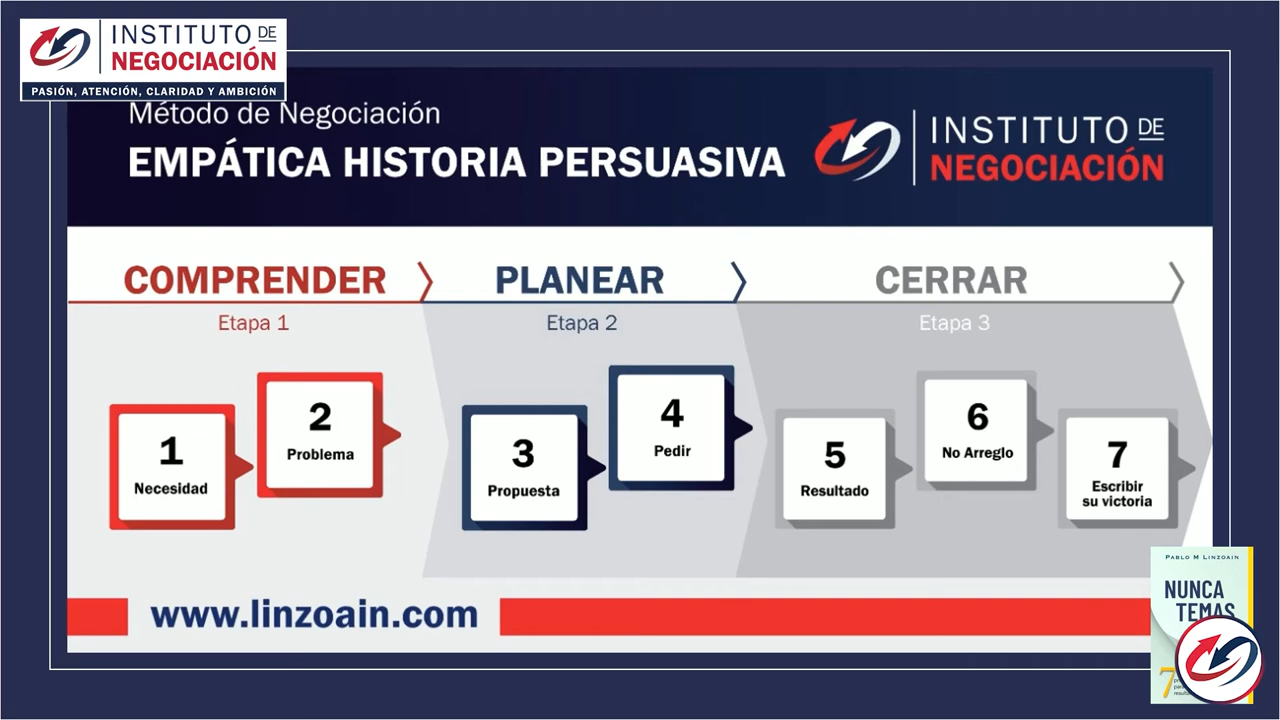 INSTITUTO DE
NEGOCIACIÓN
PASIÓN, ATENCIÓN, CLARIDAD Y AMBICIÓN
Método de Negociación
EMPÁTICA HISTORIA PERSUASIVA
INSTITUTO DE
NEGOCIACIÓN
COMPRENDER
Etapa 1
PLANEAR
Etapa 2
CERRAR
Etapa 3
1
Necesidad
2
Problema
3
Propuesta
4
Pedir
5
Resultado
6
No Arreglo
7
Escribir
su victoria
www.linzoain.com
PABLO M LINZOAIN
NUNCA
TEMAS
7